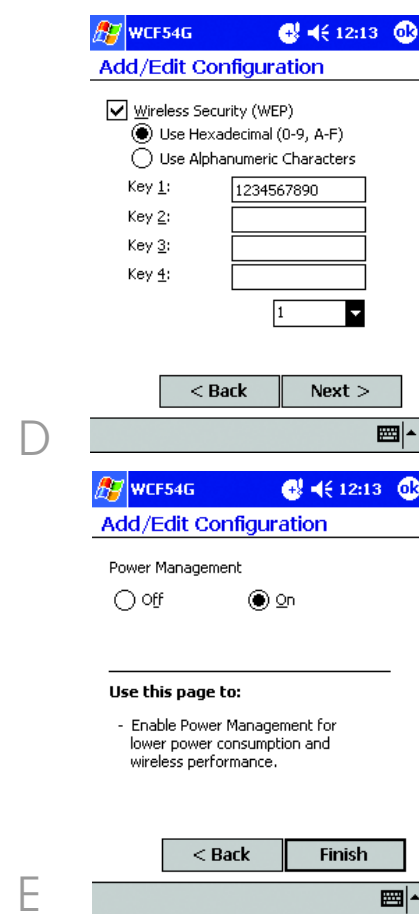 WCF54G 12:13 ok
Add/Edit Configuration
Wireless Security (WEP)
Use Hexadecimal (0-9, A-F)
Use Alphanumeric Characters
Key 1: 1234567890
Key 2:
Key 3:
Key 4:
1
< Back Next >
D
WCF54G 12:13 ok
Add/Edit Configuration
Power Management
Off On
Use this page to:
- Enable Power Management for
lower power consumption and
wireless performance.
< Back Finish
E